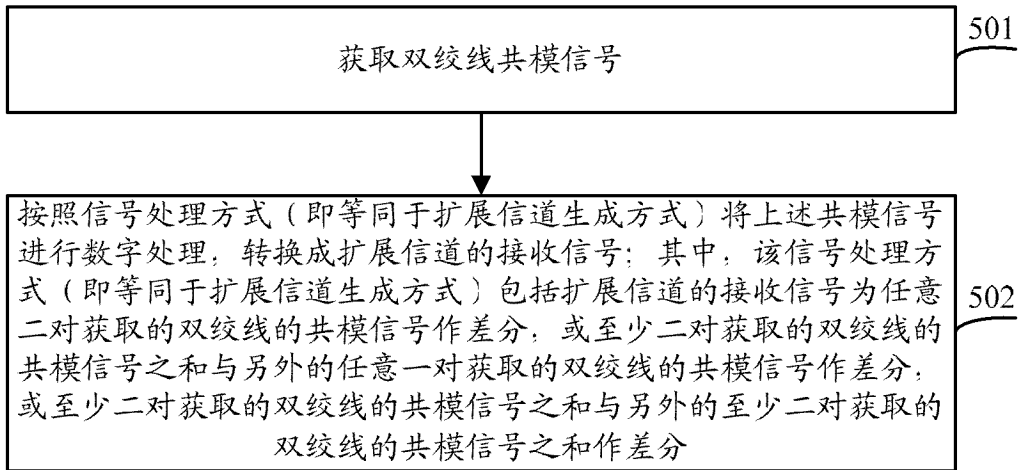 获取双绞线共模信号
501
按照信号处理方式（即等同于扩展信道生成方式）将上述共模信号
进行数字处理，转换成扩展信道的接收信号；其中，该信号处理方
式（即等同于扩展信道生成方式）包括扩展信道的接收信号为任意
二对获取的双绞线的共模信号作差分，或至少二对获取的双绞线的
共模信号之和与另外的任意一对获取的双绞线的共模信号作差分，
或至少二对获取的双绞线的共模信号之和与另外的至少二对获取的
双绞线的共模信号之和作差分
502